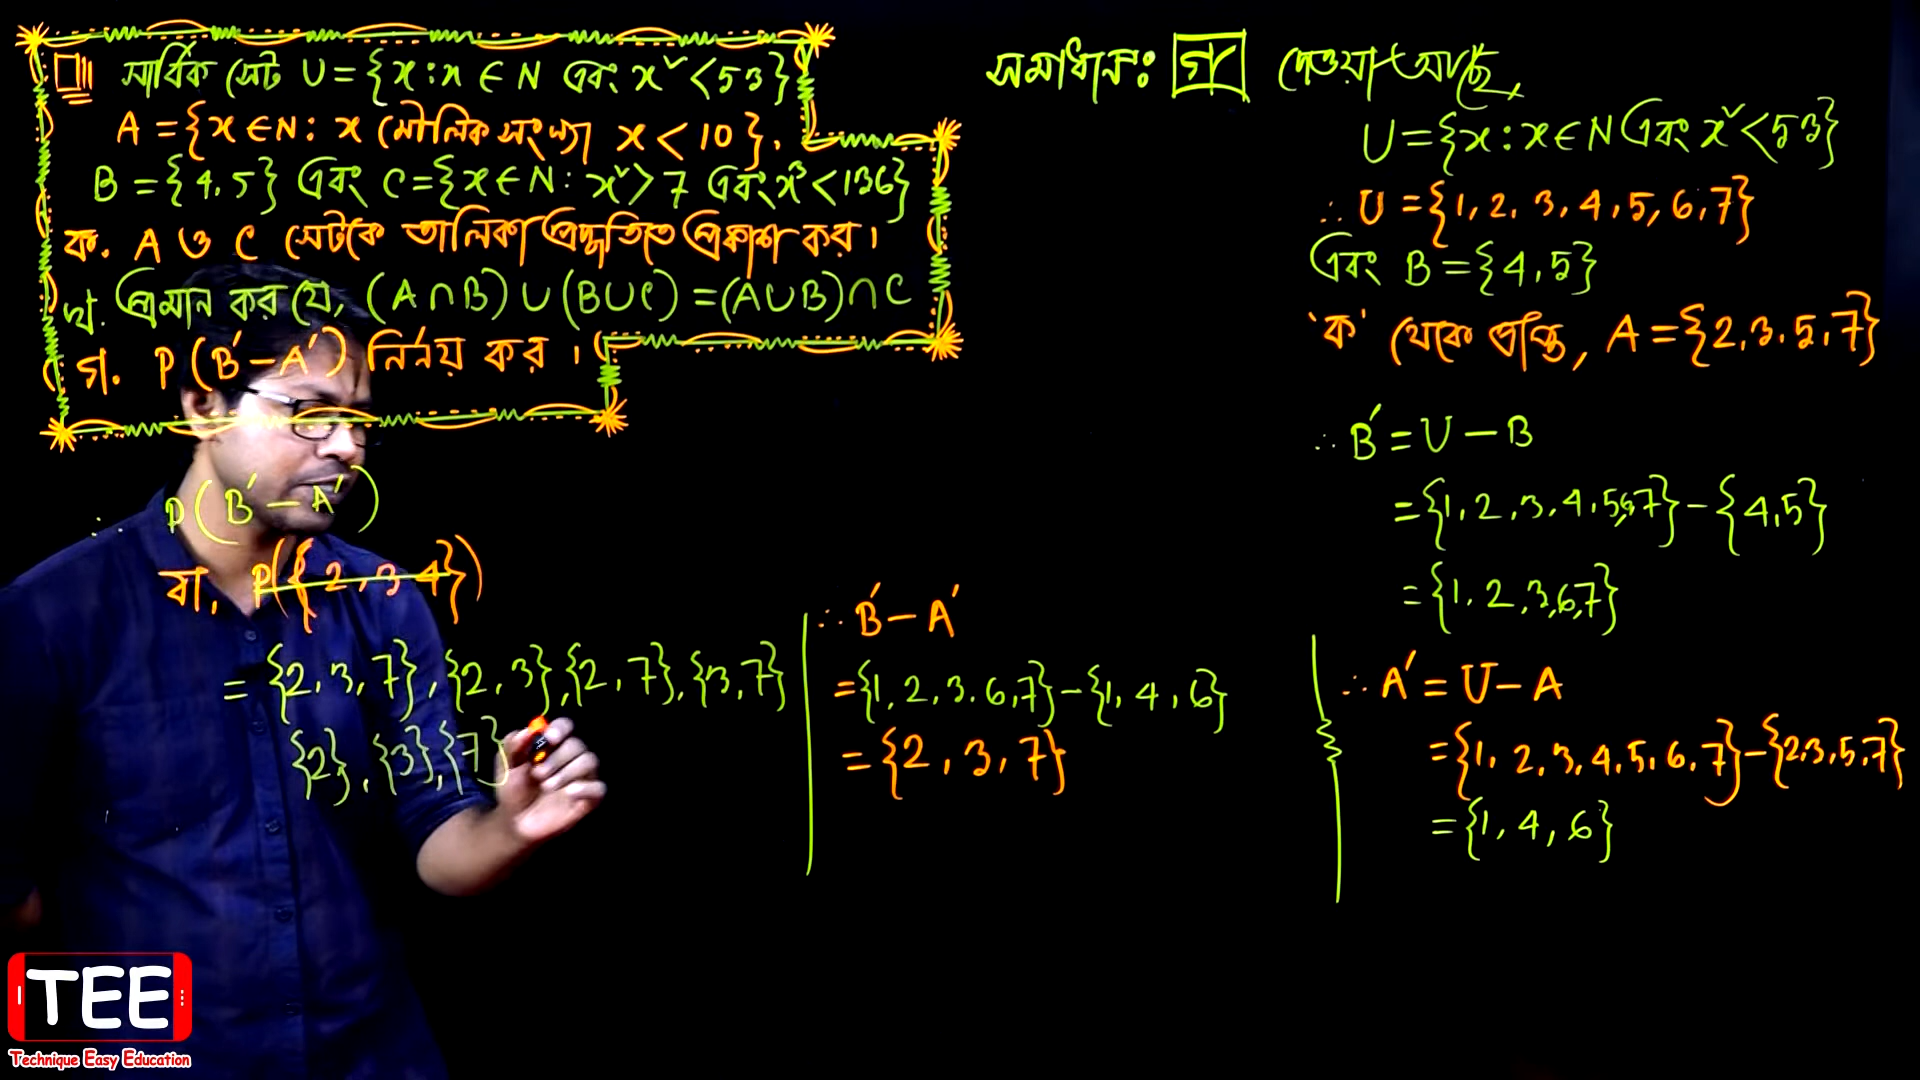 সার্বিক সেট U = {x : x ∈ N এবং x² < 53}
A = {x ∈ N : x মৌলিক সংখ্যা x < 10},
B = {4, 5} এবং C = {x ∈ N : x² > 7 এবং x³ < 136}
ক. A ও C সেটকে তালিকা পদ্ধতিতে প্রকাশ কর।
খ. প্রমান কর যে, (A ∩ B) ∪ (B ∪ C) = (A ∪ B) ∩ C
গ. P(B′ − A′) নির্ণয় কর।
সমাধান: গ দেওয়া আছে,
U = {x : x ∈ N এবং x² < 53}
∴ U = {1, 2, 3, 4, 5, 6, 7}
এবং B = {4, 5}
'ক' থেকে প্রাপ্ত, A = {2, 3, 5, 7}
∴ B′ = U − B
= {1, 2, 3, 4, 5, 6, 7} − {4, 5}
= {1, 2, 3, 6, 7}
∴ A′ = U − A
= {1, 2, 3, 4, 5, 6, 7} − {2, 3, 5, 7}
= {1, 4, 6}
∴ B′ − A′
= {1, 2, 3, 6, 7} − {1, 4, 6}
= {2, 3, 7}
∴ P(B′ − A′)
বা, P({2, 3, 4})
= {2, 3, 7}, {2, 3}, {2, 7}, {3, 7}
{2}, {3}, {7}
TEE
Technique Easy Education